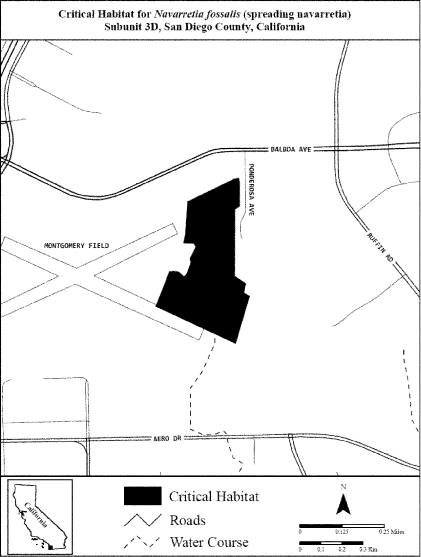 Critical Habitat for Navarretia fossalis (spreading navarretia)
Subunit 3D, San Diego County, California
BALBOA AVE
PONDEROSA AVE
MONTGOMERY FIELD
RUFFIN RD
AERO DR
California
Critical Habitat
Roads
Water Course
N
0 0.125 0.25 Miles
0 0.1 0.2 0.3 Km